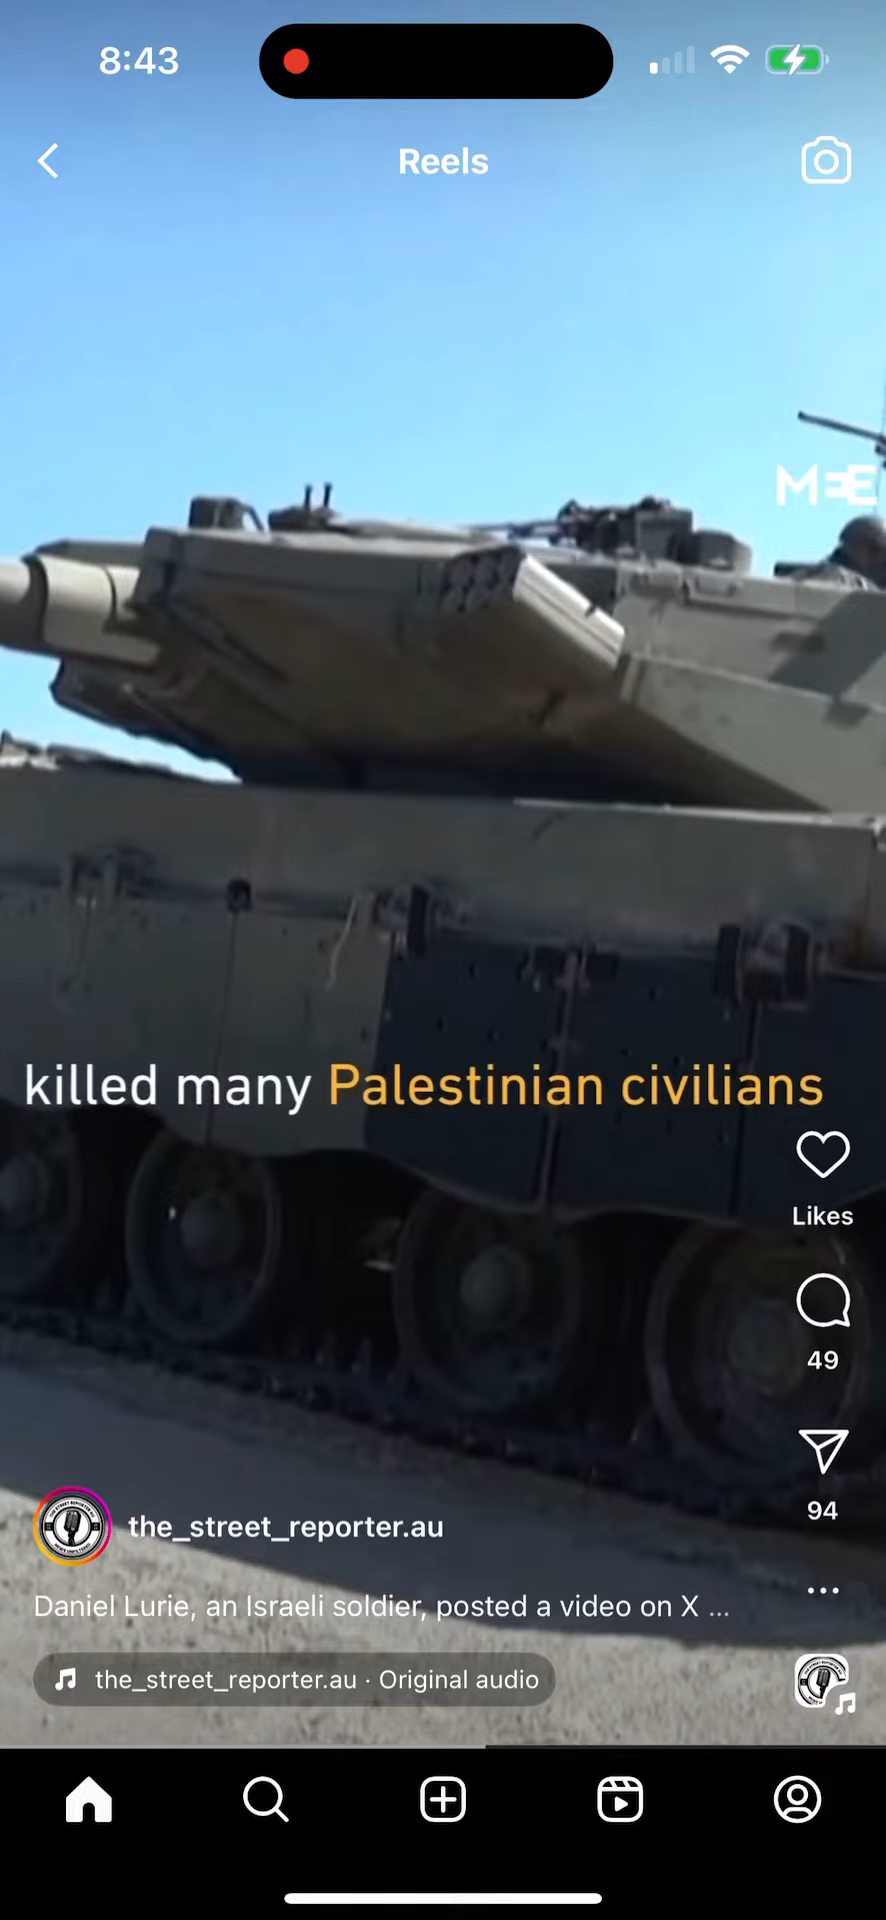 8:43
Reels
MEE
killed many Palestinian civilians
Likes
49
94
the_street_reporter.au
Daniel Lurie, an Israeli soldier, posted a video on X ...
the_street_reporter.au · Original audio